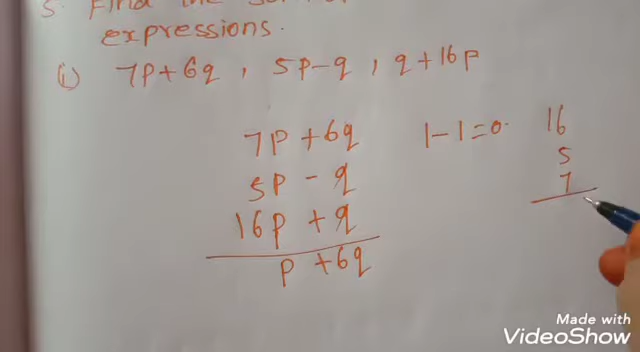 expressions.
(i) 7p+6q , 5p-q , q+16p
7p +6q
5p - q
16p + q
p +6q
1-1=0.
16
5
7
Made with
VideoShow